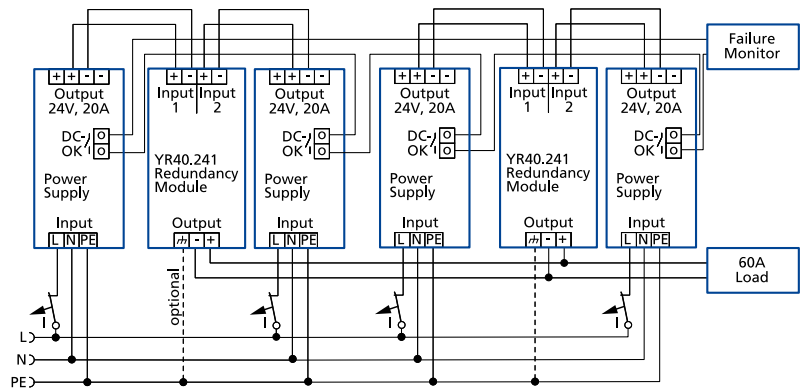 Failure
Monitor
+ + - -
Output
24V, 20A
DC-
OK
Power
Supply
Input
L N PE
+ - + -
Input Input
1 2
YR40.241
Redundancy
Module
Output
- +
+ + - -
Output
24V, 20A
DC-
OK
Power
Supply
Input
L N PE
+ + - -
Output
24V, 20A
DC-
OK
Power
Supply
Input
L N PE
+ - + -
Input Input
1 2
YR40.241
Redundancy
Module
Output
- +
+ + - -
Output
24V, 20A
DC-
OK
Power
Supply
Input
L N PE
60A
Load
optional
I
I
I
I
L
N
PE